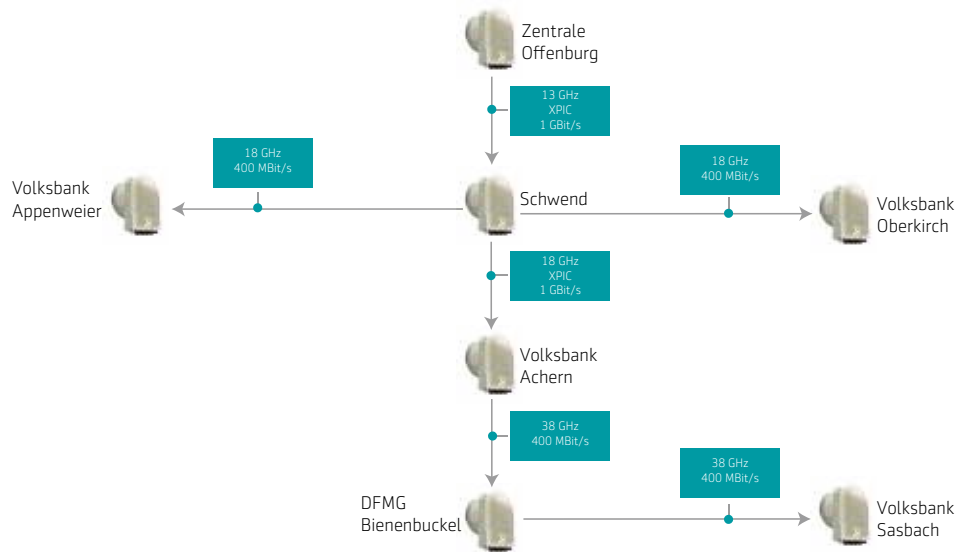 Zentrale
Offenburg
13 GHz
XPIC
1 GBit/s
18 GHz
400 MBit/s
18 GHz
400 MBit/s
Volksbank
Appenweier
Schwend
Volksbank
Oberkirch
18 GHz
XPIC
1 GBit/s
Volksbank
Achern
38 GHz
400 MBit/s
38 GHz
400 MBit/s
DFMG
Bienenbuckel
Volksbank
Sasbach